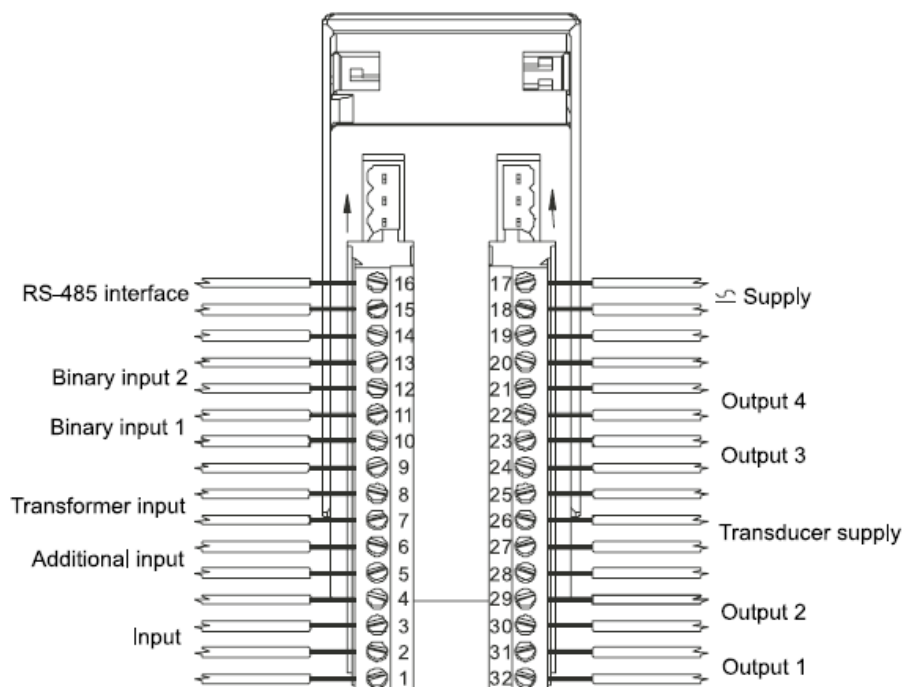 16 17
RS-485 interface
⎓ Supply
15 18
14 19
13 20
Binary input 2
12 21
Output 4
11 22
Binary input 1
10 23
Output 3
9 24
8 25
Transformer input
7 26
Transducer supply
6 27
Additional input
5 28
4 29
Output 2
3 30
Input
2 31
Output 1
1 32